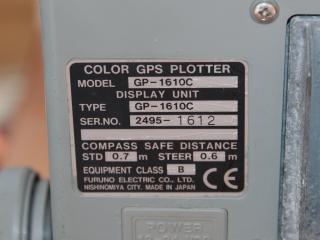 COLOR GPS PLOTTER
MODEL GP-1610C
DISPLAY UNIT
TYPE GP-1610C
SER.NO. 2495-1612
COMPASS SAFE DISTANCE
STD 0.7 m STEER 0.6 m
EQUIPMENT CLASS B
FURUNO ELECTRIC CO., LTD.
NISHINOMIYA CITY. MADE IN JAPAN
POWER